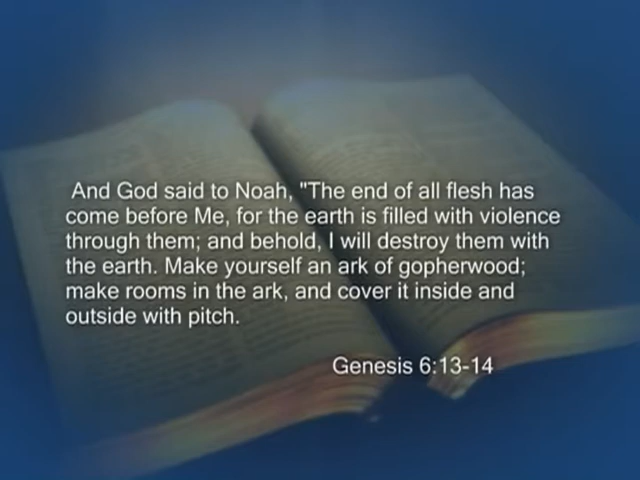 And God said to Noah, "The end of all flesh has
come before Me, for the earth is filled with violence
through them; and behold, I will destroy them with
the earth. Make yourself an ark of gopherwood;
make rooms in the ark, and cover it inside and
outside with pitch.
Genesis 6:13-14